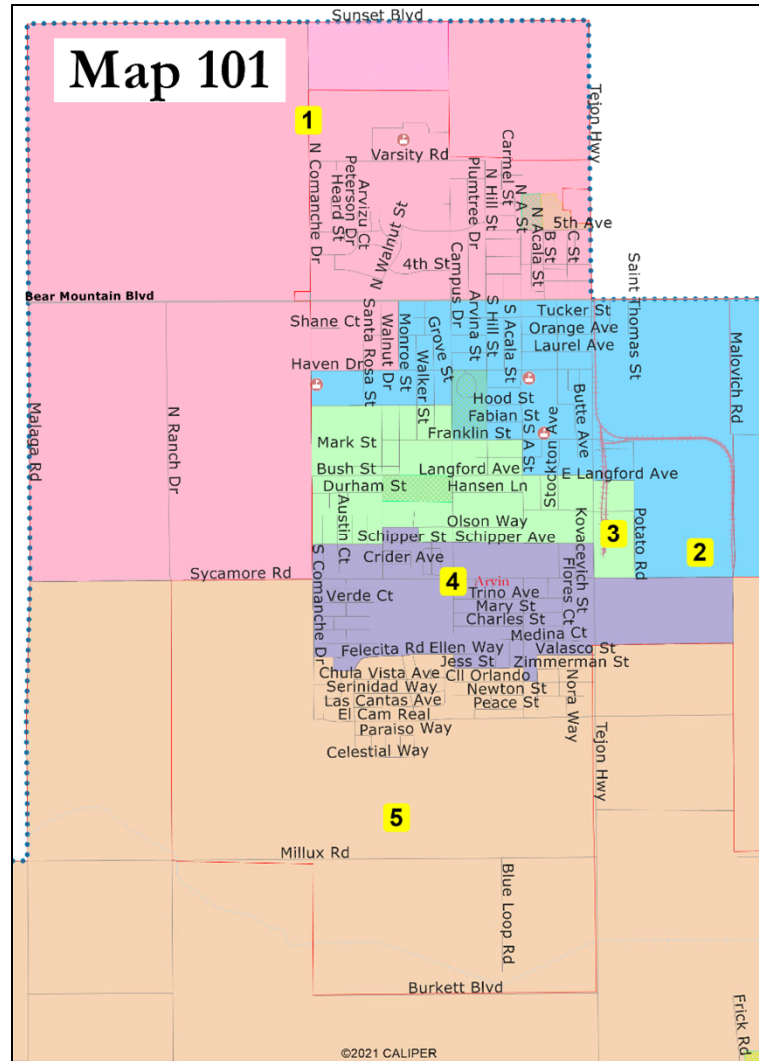 Sunset Blvd
Map 101
Tejon Hwy
1
Varsity Rd
Carmel St
N Comanche Dr
Peterson Dr
Heard St
Arvizu Ct
N Walnut St
Plumtree Dr
N Hill St
N A St
N Acala St
B St
C St
5th Ave
4th St
Campus Dr
Saint Thomas St
Bear Mountain Blvd
Shane Ct
Santa Rosa St
Walnut Dr
Monroe St
Grove St
Arvina St
S Hill St
S Acala St
Tucker St
Orange Ave
Laurel Ave
Malovich Rd
Haven Dr
Walker St
Hood St
Fabian St
Franklin St
S A St
Stockton Ave
Butte Ave
Malaga Rd
N Ranch Dr
Mark St
Bush St
Langford Ave
E Langford Ave
Durham St
Hansen Ln
Austin Ct
Olson Way
Schipper St
Schipper Ave
Kovacevich St
3
Potato Rd
2
Crider Ave
4
Arvin
Sycamore Rd
S Comanche Dr
Verde Ct
Trino Ave
Mary St
Charles St
Flores Ct
Medina Ct
Felecita Rd
Ellen Way
Valasco St
Jess St
Zimmerman St
Chula Vista Ave
Cll Orlando
Serinidad Way
Newton St
Las Cantas Ave
Peace St
Nora Way
El Cam Real
Paraiso Way
Celestial Way
Tejon Hwy
5
Millux Rd
Blue Loop Rd
Burkett Blvd
Frick Rd
©2021 CALIPER